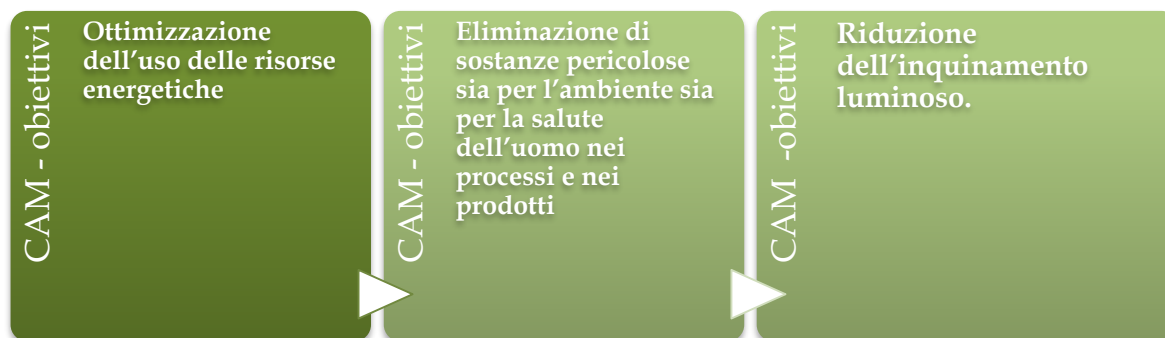 CAM - obiettivi
Ottimizzazione
dell’uso delle risorse
energetiche
CAM - obiettivi
Eliminazione di
sostanze pericolose
sia per l’ambiente sia
per la salute
dell’uomo nei
processi e nei
prodotti
CAM -obiettivi
Riduzione
dell’inquinamento
luminoso.